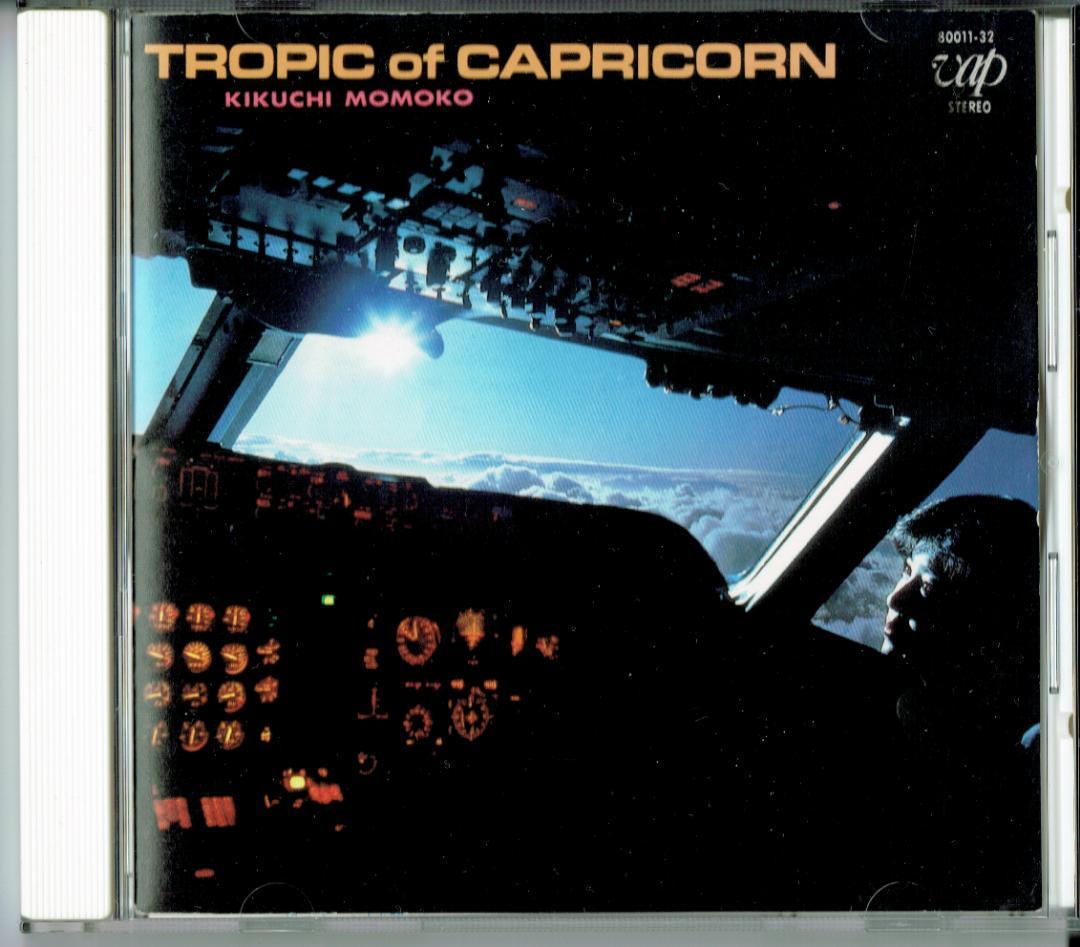 TROPIC of CAPRICORN
KIKUCHI MOMOKO
80011-32
vap
STEREO